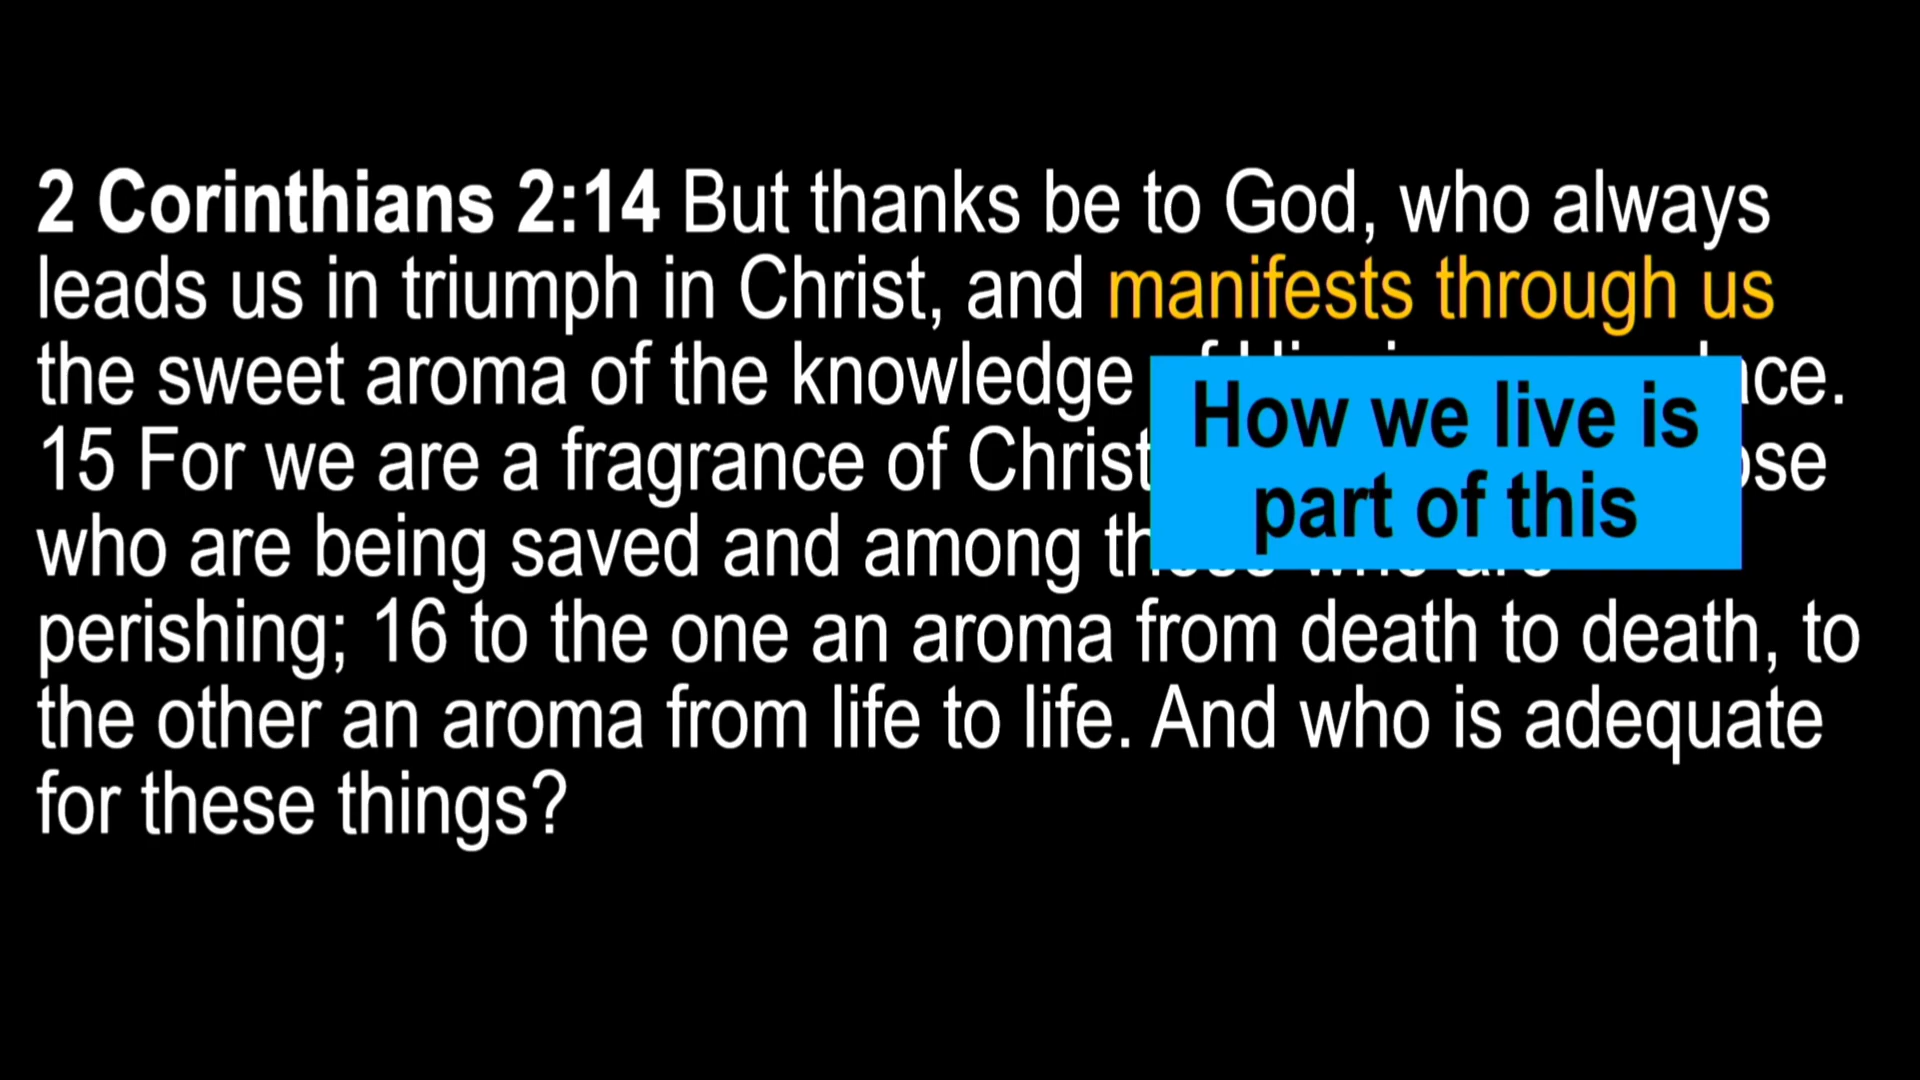 2 Corinthians 2:14 But thanks be to God, who always
leads us in triumph in Christ, and manifests through us
the sweet aroma of the knowledge
15 For we are a fragrance of Christ
who are being saved and among
perishing; 16 to the one an aroma from death to death, to
the other an aroma from life to life. And who is adequate
for these things?
How we live is
part of this